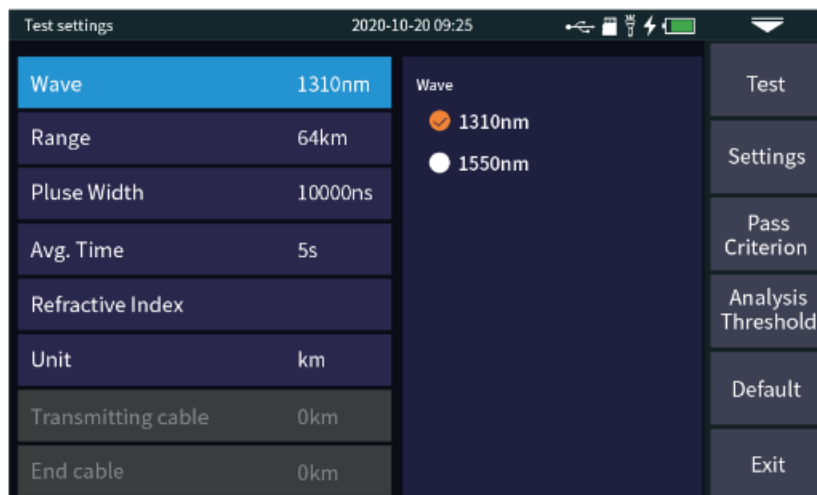 Test settings 2020-10-20 09:25
Wave 1310nm
Range 64km
Pluse Width 10000ns
Avg. Time 5s
Refractive Index
Unit km
Transmitting cable 0km
End cable 0km
Wave
1310nm
1550nm
Test
Settings
Pass
Criterion
Analysis
Threshold
Default
Exit